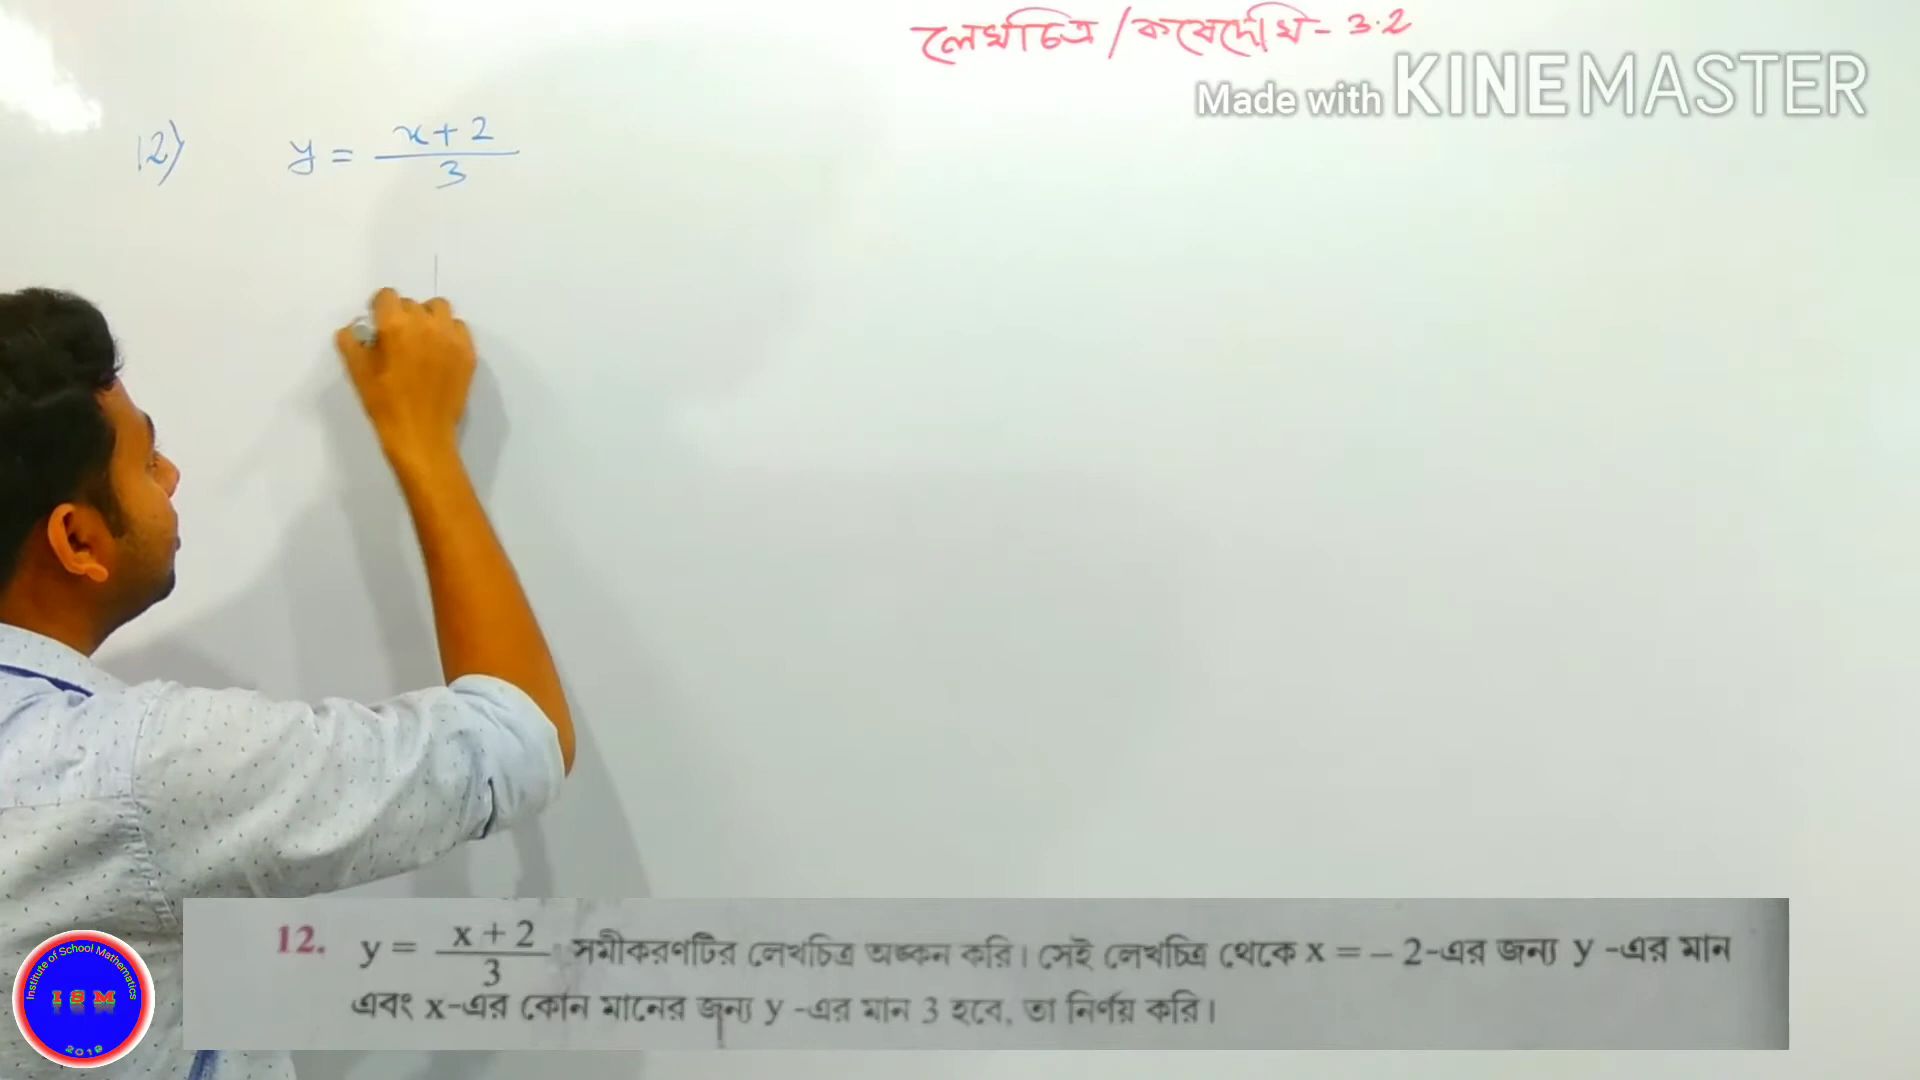 লেখচিত্র / কষেদেখি - 3.2
Made with KINEMASTER
12) y = (x+2)/3
12. y = (x+2)/3 সমীকরণটির লেখচিত্র অঙ্কন করি। সেই লেখচিত্র থেকে x = – 2-এর জন্য y -এর মান
এবং x-এর কোন মানের জন্য y -এর মান 3 হবে, তা নির্ণয় করি।
Institute of School Mathematics
I S M
2019